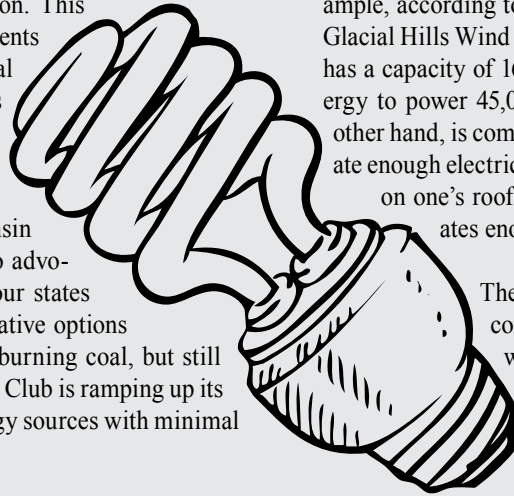 on. This
ents
al
s
sin
o advo-
our states
ative options
burning coal, but still
Club is ramping up its
gy sources with minimal
ample, according to
Glacial Hills Wind
has a capacity of 16
ergy to power 45,0
other hand, is com
ate enough electric
on one's roof
ates eno
The
co
w